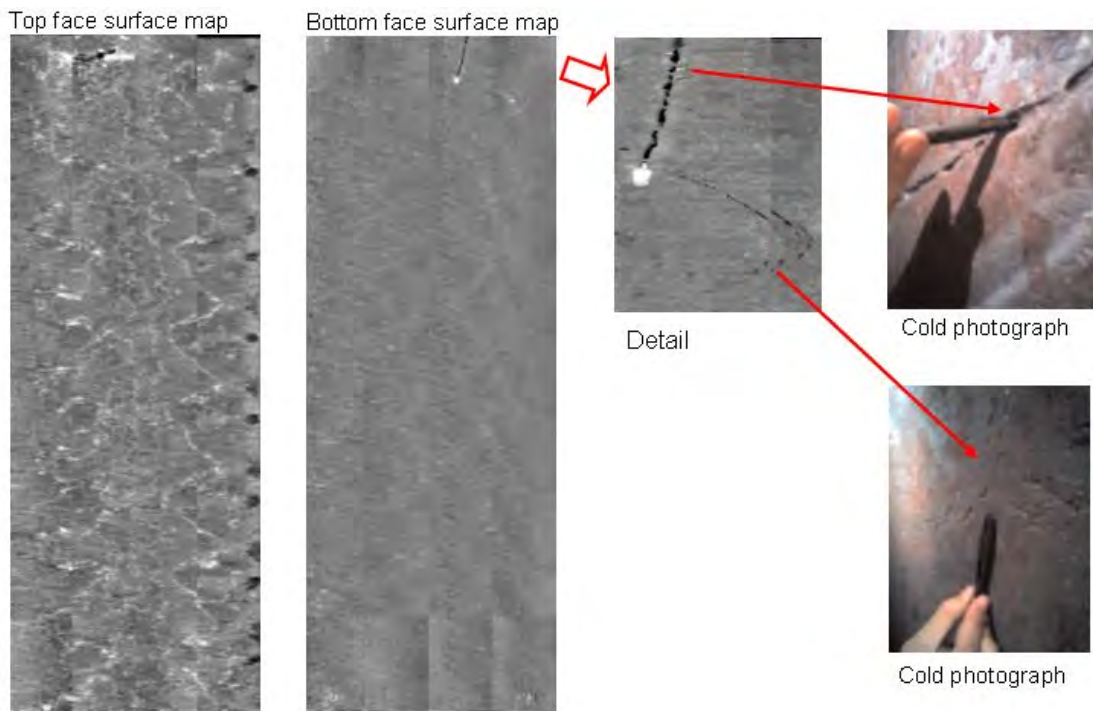 Top face surface map
Bottom face surface map
Detail
Cold photograph
Cold photograph